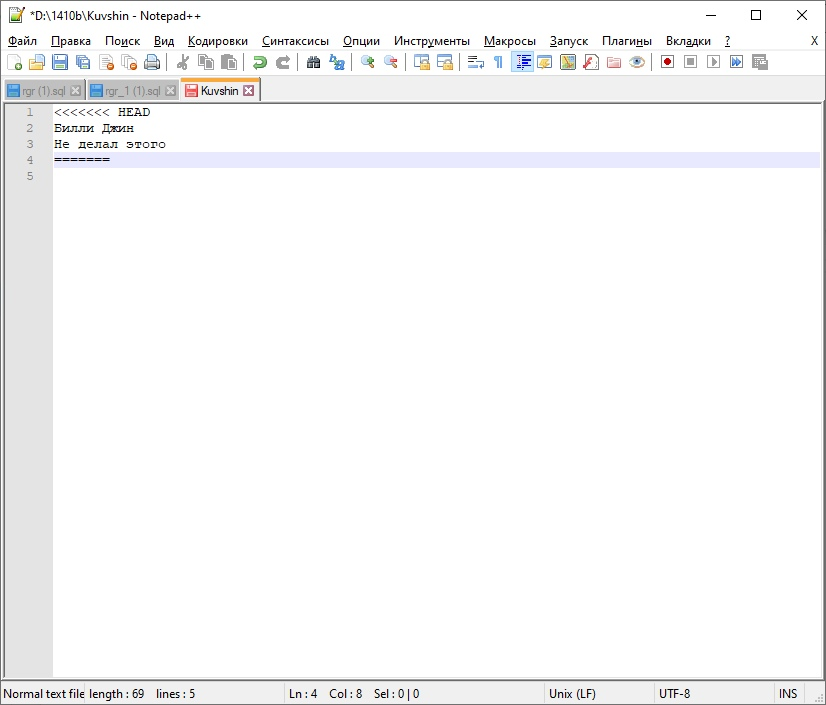 *D:\1410b\Kuvshin - Notepad++
Файл Правка Поиск Вид Кодировки Синтаксисы Опции Инструменты Макросы Запуск Плагины Вкладки ? X
rgr (1).sql rgr_1 (1).sql Kuvshin
1 <<<<<<< HEAD
2 Билли Джин
3 Не делал этого
4 =======
5
Normal text file length : 69 lines : 5 Ln : 4 Col : 8 Sel : 0 | 0 Unix (LF) UTF-8 INS